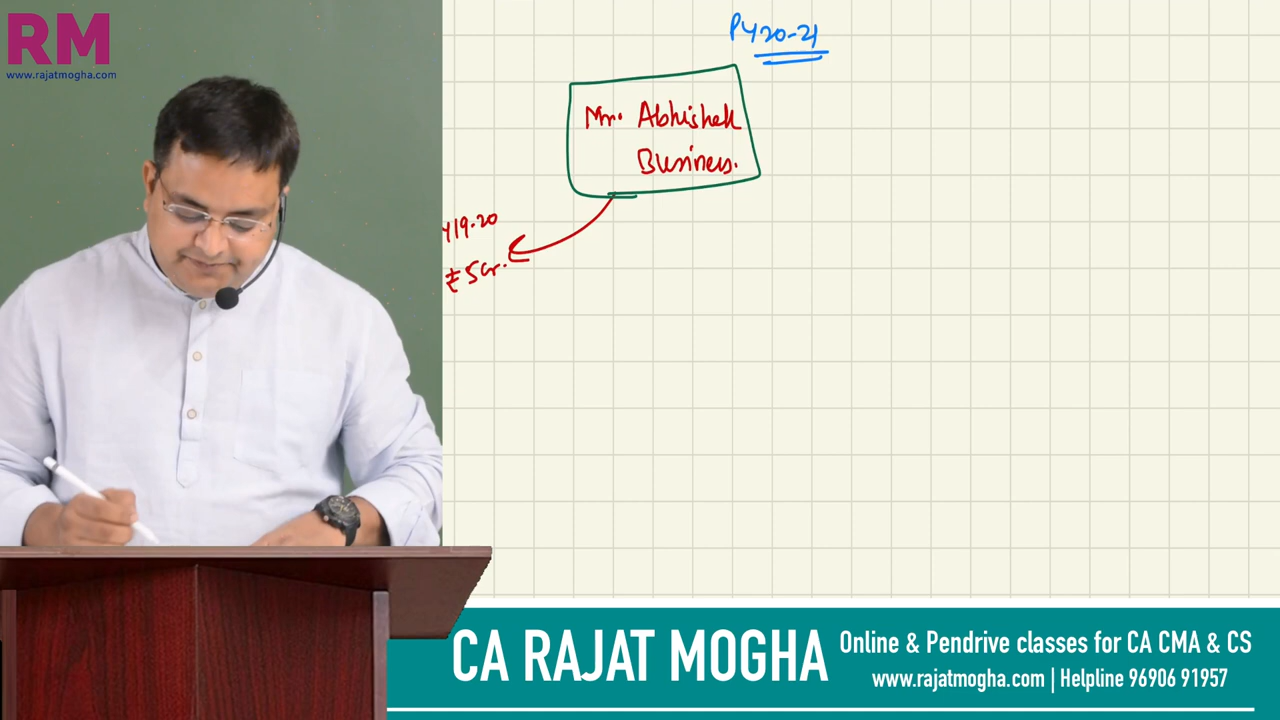 RM
www.rajatmogha.com
PY20-21
Mr. Abhishek
Business.
Y19-20
₹5Cr.
CA RAJAT MOGHA
Online & Pendrive classes for CA CMA & CS
www.rajatmogha.com | Helpline 96906 91957